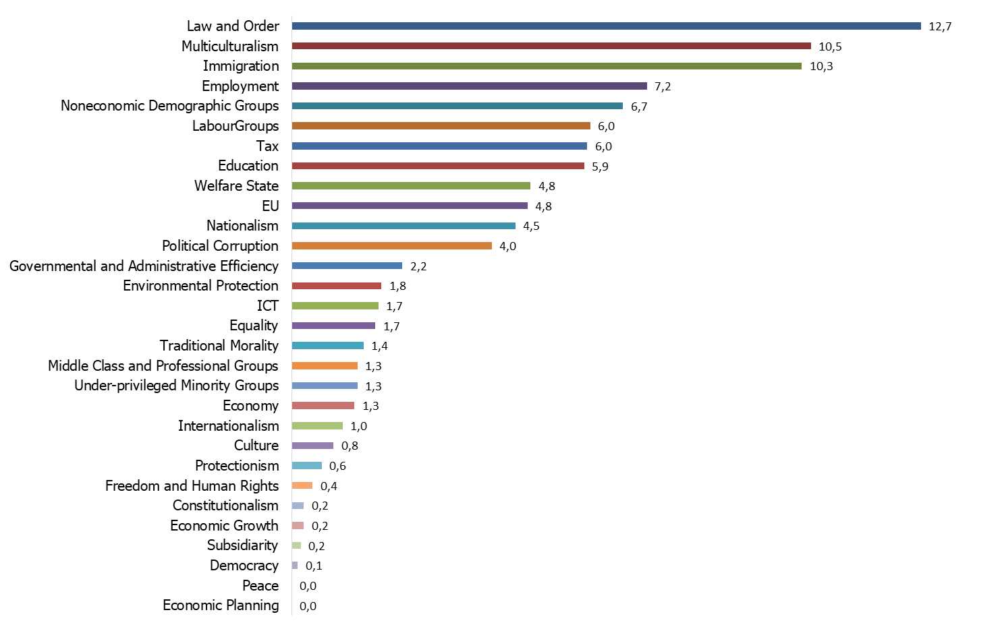 Law and Order 12,7
Multiculturalism 10,5
Immigration 10,3
Employment 7,2
Noneconomic Demographic Groups 6,7
LabourGroups 6,0
Tax 6,0
Education 5,9
Welfare State 4,8
EU 4,8
Nationalism 4,5
Political Corruption 4,0
Governmental and Administrative Efficiency 2,2
Environmental Protection 1,8
ICT 1,7
Equality 1,7
Traditional Morality 1,4
Middle Class and Professional Groups 1,3
Under-privileged Minority Groups 1,3
Economy 1,3
Internationalism 1,0
Culture 0,8
Protectionism 0,6
Freedom and Human Rights 0,4
Constitutionalism 0,2
Economic Growth 0,2
Subsidiarity 0,2
Democracy 0,1
Peace 0,0
Economic Planning 0,0